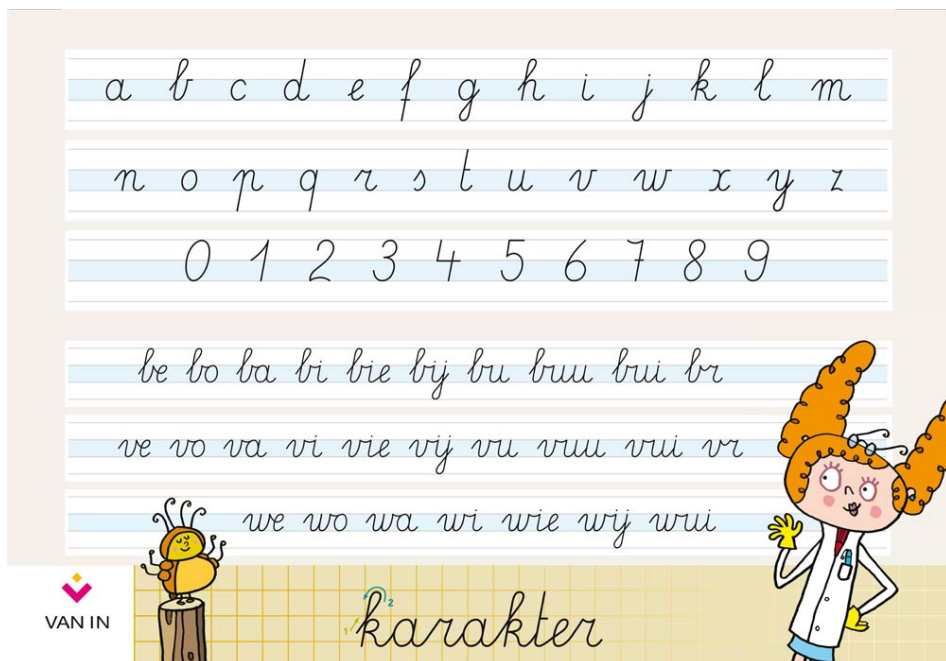 a b c d e f g h i j k l m
n o p q r s t u v w x y z
0 1 2 3 4 5 6 7 8 9
be bo ba bi bie bij bu buu bui br
ve vo va vi vie vij vu vuu vui vr
we wo wa wi wie wij wui
VAN IN
1 2
karakter